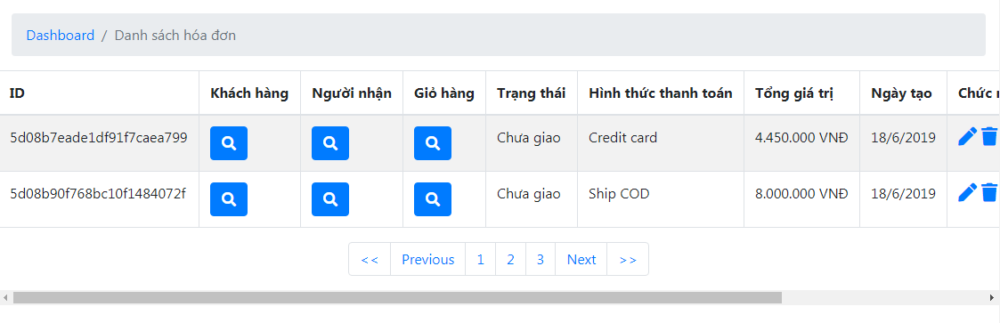 Dashboard / Danh sách hóa đơn
ID Khách hàng Người nhận Giỏ hàng Trạng thái Hình thức thanh toán Tổng giá trị Ngày tạo Chức
5d08b7eade1df91f7caea799 Chưa giao Credit card 4.450.000 VNĐ 18/6/2019
5d08b90f768bc10f1484072f Chưa giao Ship COD 8.000.000 VNĐ 18/6/2019
<< Previous 1 2 3 Next >>